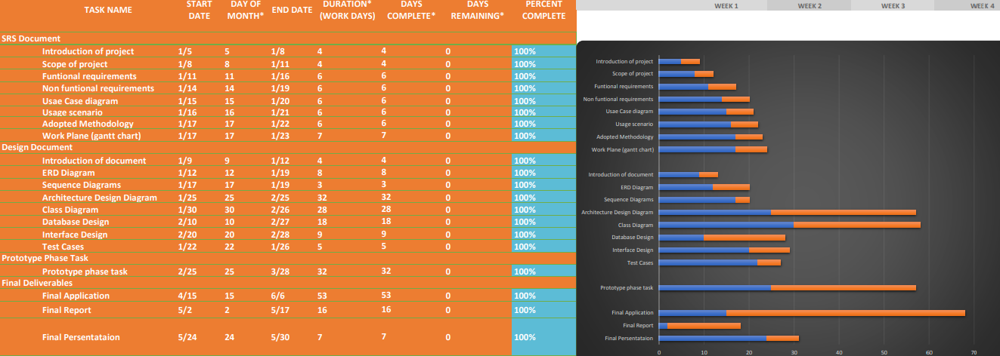 TASK NAME START DATE DAY OF MONTH* END DATE DURATION* (WORK DAYS) DAYS COMPLETE* DAYS REMAINING* PERCENT COMPLETE
SRS Document
Introduction of project 1/5 5 1/8 4 4 0 100%
Scope of project 1/8 8 1/11 4 4 0 100%
Funtional requirements 1/11 11 1/16 6 6 0 100%
Non funtional requirements 1/14 14 1/19 6 6 0 100%
Usae Case diagram 1/15 15 1/20 6 6 0 100%
Usage scenario 1/16 16 1/21 6 6 0 100%
Adopted Methodology 1/17 17 1/22 6 6 0 100%
Work Plane (gantt chart) 1/17 17 1/23 7 7 0 100%
Design Document
Introduction of document 1/9 9 1/12 4 4 0 100%
ERD Diagram 1/12 12 1/19 8 8 0 100%
Sequence Diagrams 1/17 17 1/19 3 3 0 100%
Architecture Design Diagram 1/25 25 2/25 32 32 0 100%
Class Diagram 1/30 30 2/26 28 28 0 100%
Database Design 2/10 10 2/27 18 18 0 100%
Interface Design 2/20 20 2/28 9 9 0 100%
Test Cases 1/22 22 1/26 5 5 0 100%
Prototype Phase Task
Prototype phase task 2/25 25 3/28 32 32 0 100%
Final Deliverables
Final Application 4/15 15 6/6 53 53 0 100%
Final Report 5/2 2 5/17 16 16 0 100%
Final Persentataion 5/24 24 5/30 7 7 0 100%
WEEK 1 WEEK 2 WEEK 3 WEEK 4
Introduction of project
Scope of project
Funtional requirements
Non funtional requirements
Usae Case diagram
Usage scenario
Adopted Methodology
Work Plane (gantt chart)
Introduction of document
ERD Diagram
Sequence Diagrams
Architecture Design Diagram
Class Diagram
Database Design
Interface Design
Test Cases
Prototype phase task
Final Application
Final Report
Final Persentataion
0 10 20 30 40 50 60 70